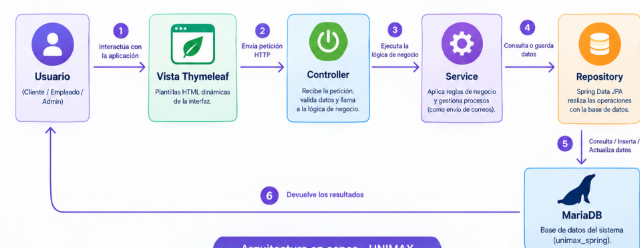 1
Interactúa con
la aplicación
2
Envía petición
HTTP
3
Ejecuta la
lógica de negocio
4
Consulta o guarda
datos
Usuario
(Cliente / Empleado /
Admin)
Vista Thymeleaf
Plantillas HTML dinámicas
de la interfaz.
Controller
Recibe la petición,
valida datos y llama
a la lógica de negocio.
Service
Aplica reglas de negocio
y gestiona procesos
(como envío de correos).
Repository
Spring Data JPA
realiza las operaciones
con la base de datos.
5
Consulta / Inserta /
Actualiza datos
6
Devuelve los resultados
MariaDB
Base de datos del sistema
(unimax_spring).
Arquitectura en capas - UNIMAX